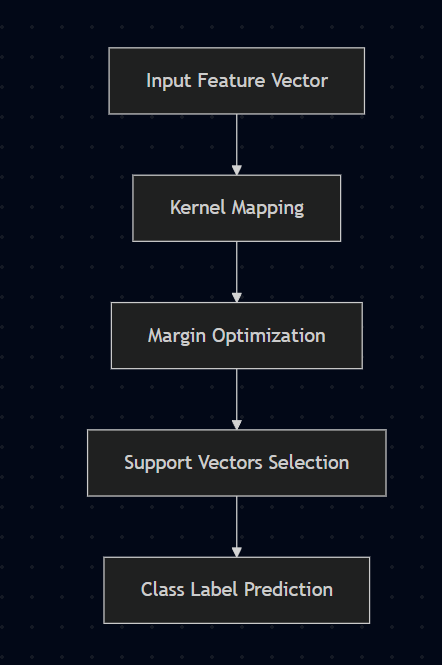 Input Feature Vector
Kernel Mapping
Margin Optimization
Support Vectors Selection
Class Label Prediction